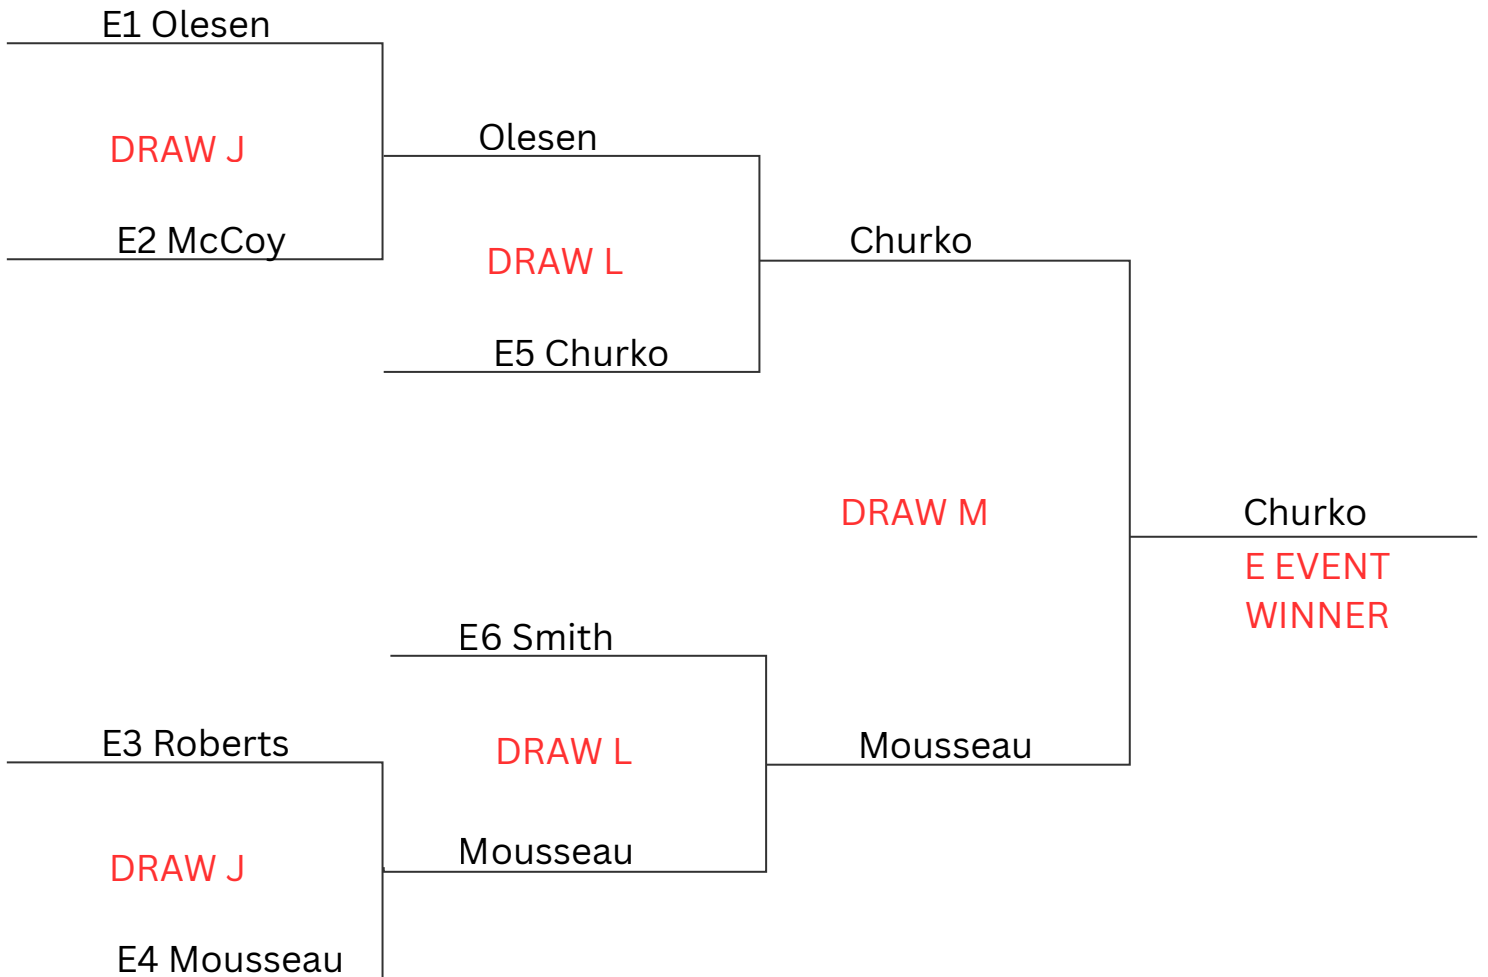 E1 Olesen
DRAW J
E2 McCoy
Olesen
DRAW L
E5 Churko
Churko
DRAW M
Churko
E EVENT
WINNER
E6 Smith
DRAW L
Mousseau
Mousseau
E3 Roberts
DRAW J
E4 Mousseau